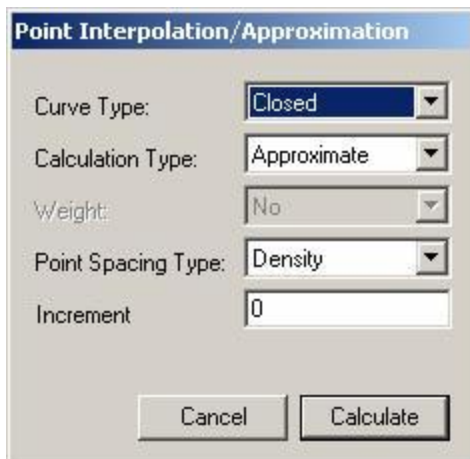 Point Interpolation/Approximation
Curve Type: Closed
Calculation Type: Approximate
Weight: No
Point Spacing Type: Density
Increment 0
Cancel Calculate